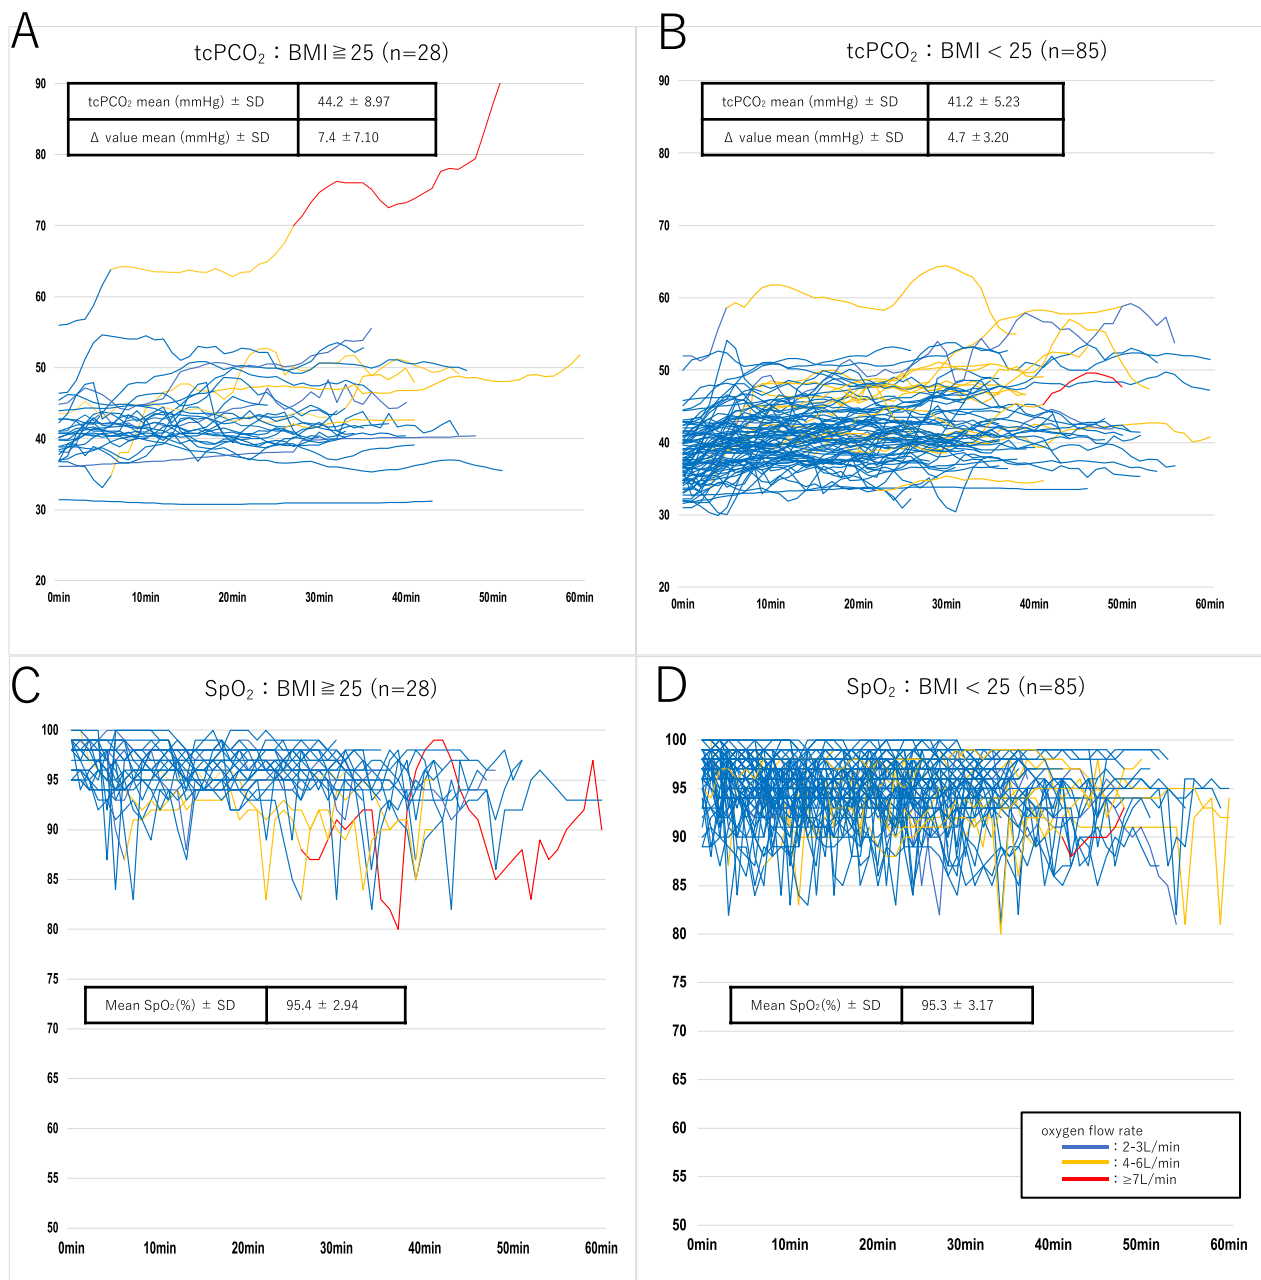 A
tcPCO₂：BMI≧25 (n=28)
tcPCO₂ mean (mmHg) ± SD 44.2 ± 8.97
Δ value mean (mmHg) ± SD 7.4 ±7.10
90
80
70
60
50
40
30
20
0min 10min 20min 30min 40min 50min 60min
B
tcPCO₂：BMI < 25 (n=85)
tcPCO₂ mean (mmHg) ± SD 41.2 ± 5.23
Δ value mean (mmHg) ± SD 4.7 ±3.20
90
80
70
60
50
40
30
20
0min 10min 20min 30min 40min 50min 60min
C
SpO₂：BMI≧25 (n=28)
100
95
90
85
80
75
70
65
60
55
50
Mean SpO₂(%) ± SD 95.4 ± 2.94
0min 10min 20min 30min 40min 50min 60min
D
SpO₂：BMI < 25 (n=85)
100
95
90
85
80
75
70
65
60
55
50
Mean SpO₂(%) ± SD 95.3 ± 3.17
oxygen flow rate
：2-3L/min
：4-6L/min
：≥7L/min
0min 10min 20min 30min 40min 50min 60min